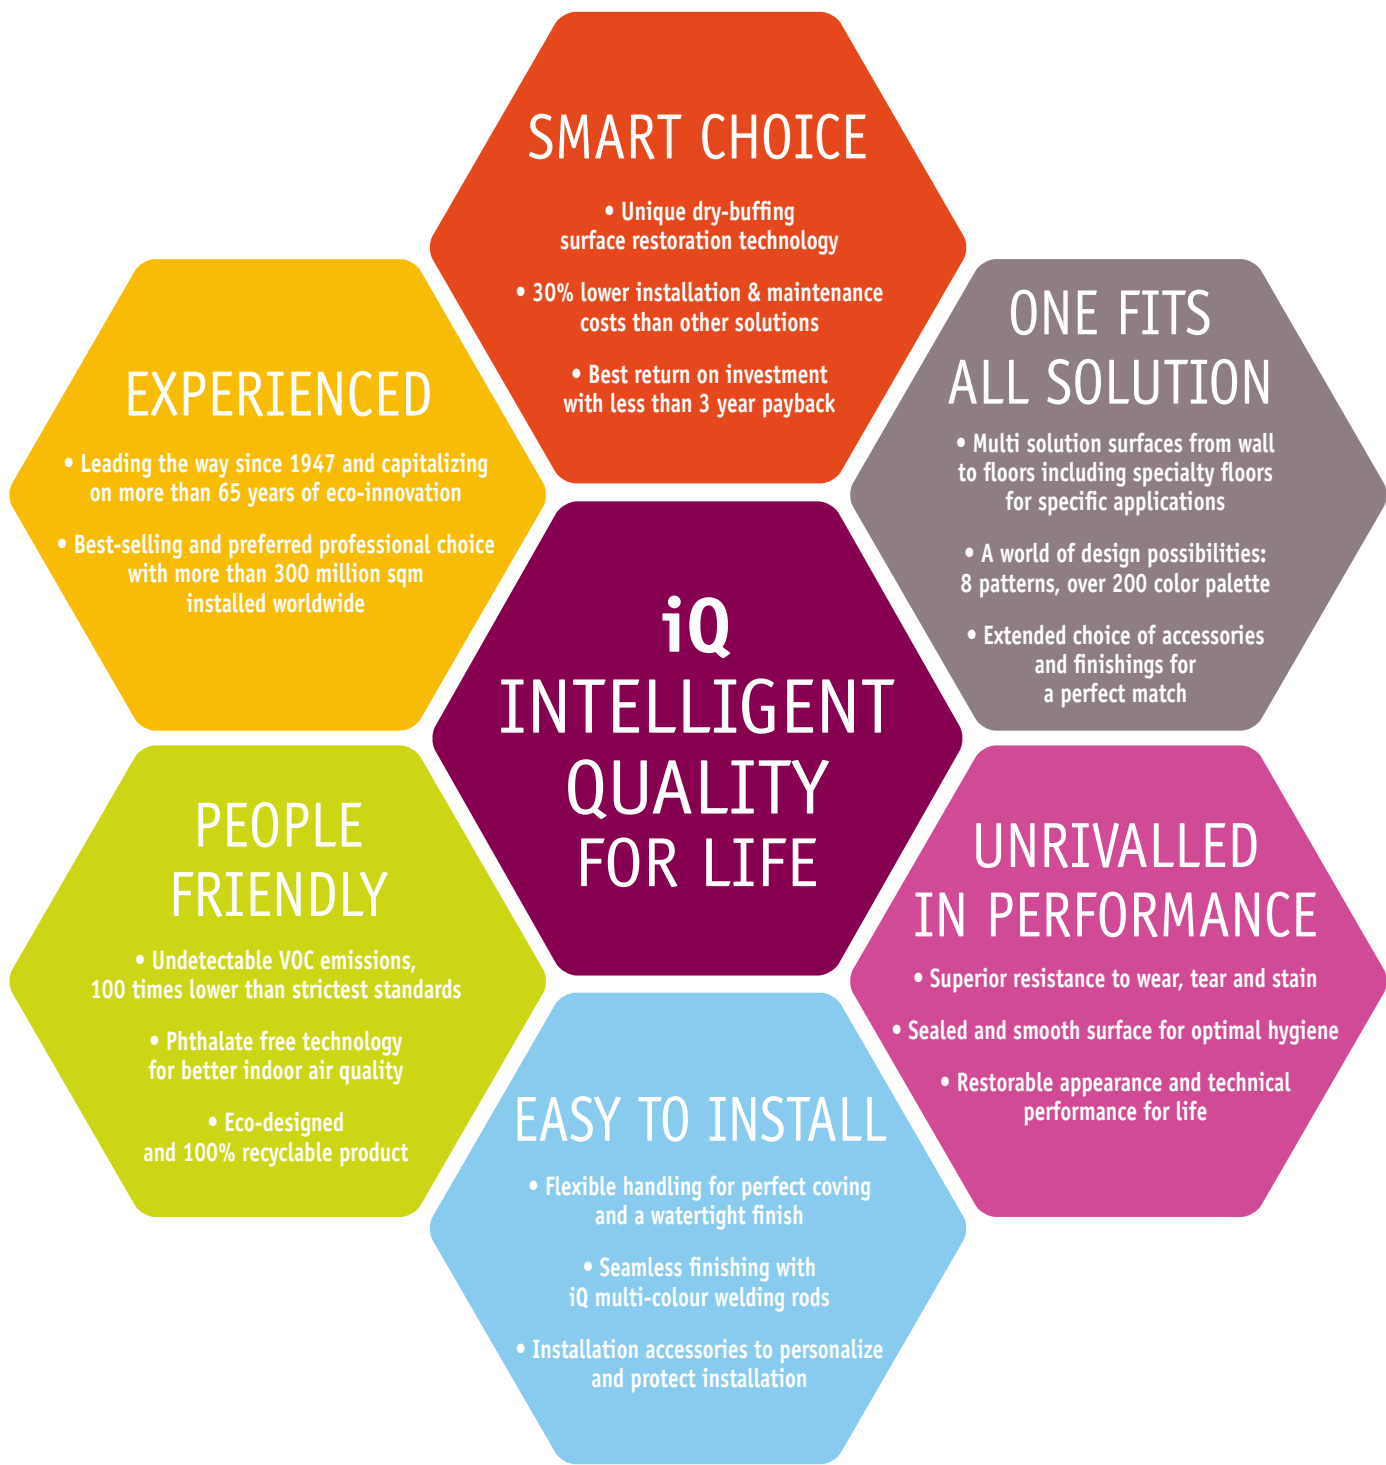 SMART CHOICE
• Unique dry-buffing
surface restoration technology
• 30% lower installation & maintenance
costs than other solutions
• Best return on investment
with less than 3 year payback
EXPERIENCED
• Leading the way since 1947 and capitalizing
on more than 65 years of eco-innovation
• Best-selling and preferred professional choice
with more than 300 million sqm
installed worldwide
ONE FITS
ALL SOLUTION
• Multi solution surfaces from wall
to floors including specialty floors
for specific applications
• A world of design possibilities:
8 patterns, over 200 color palette
• Extended choice of accessories
and finishings for
a perfect match
iQ
INTELLIGENT
QUALITY
FOR LIFE
PEOPLE
FRIENDLY
• Undetectable VOC emissions,
100 times lower than strictest standards
• Phthalate free technology
for better indoor air quality
• Eco-designed
and 100% recyclable product
UNRIVALLED
IN PERFORMANCE
• Superior resistance to wear, tear and stain
• Sealed and smooth surface for optimal hygiene
• Restorable appearance and technical
performance for life
EASY TO INSTALL
• Flexible handling for perfect coving
and a watertight finish
• Seamless finishing with
iQ multi-colour welding rods
• Installation accessories to personalize
and protect installation